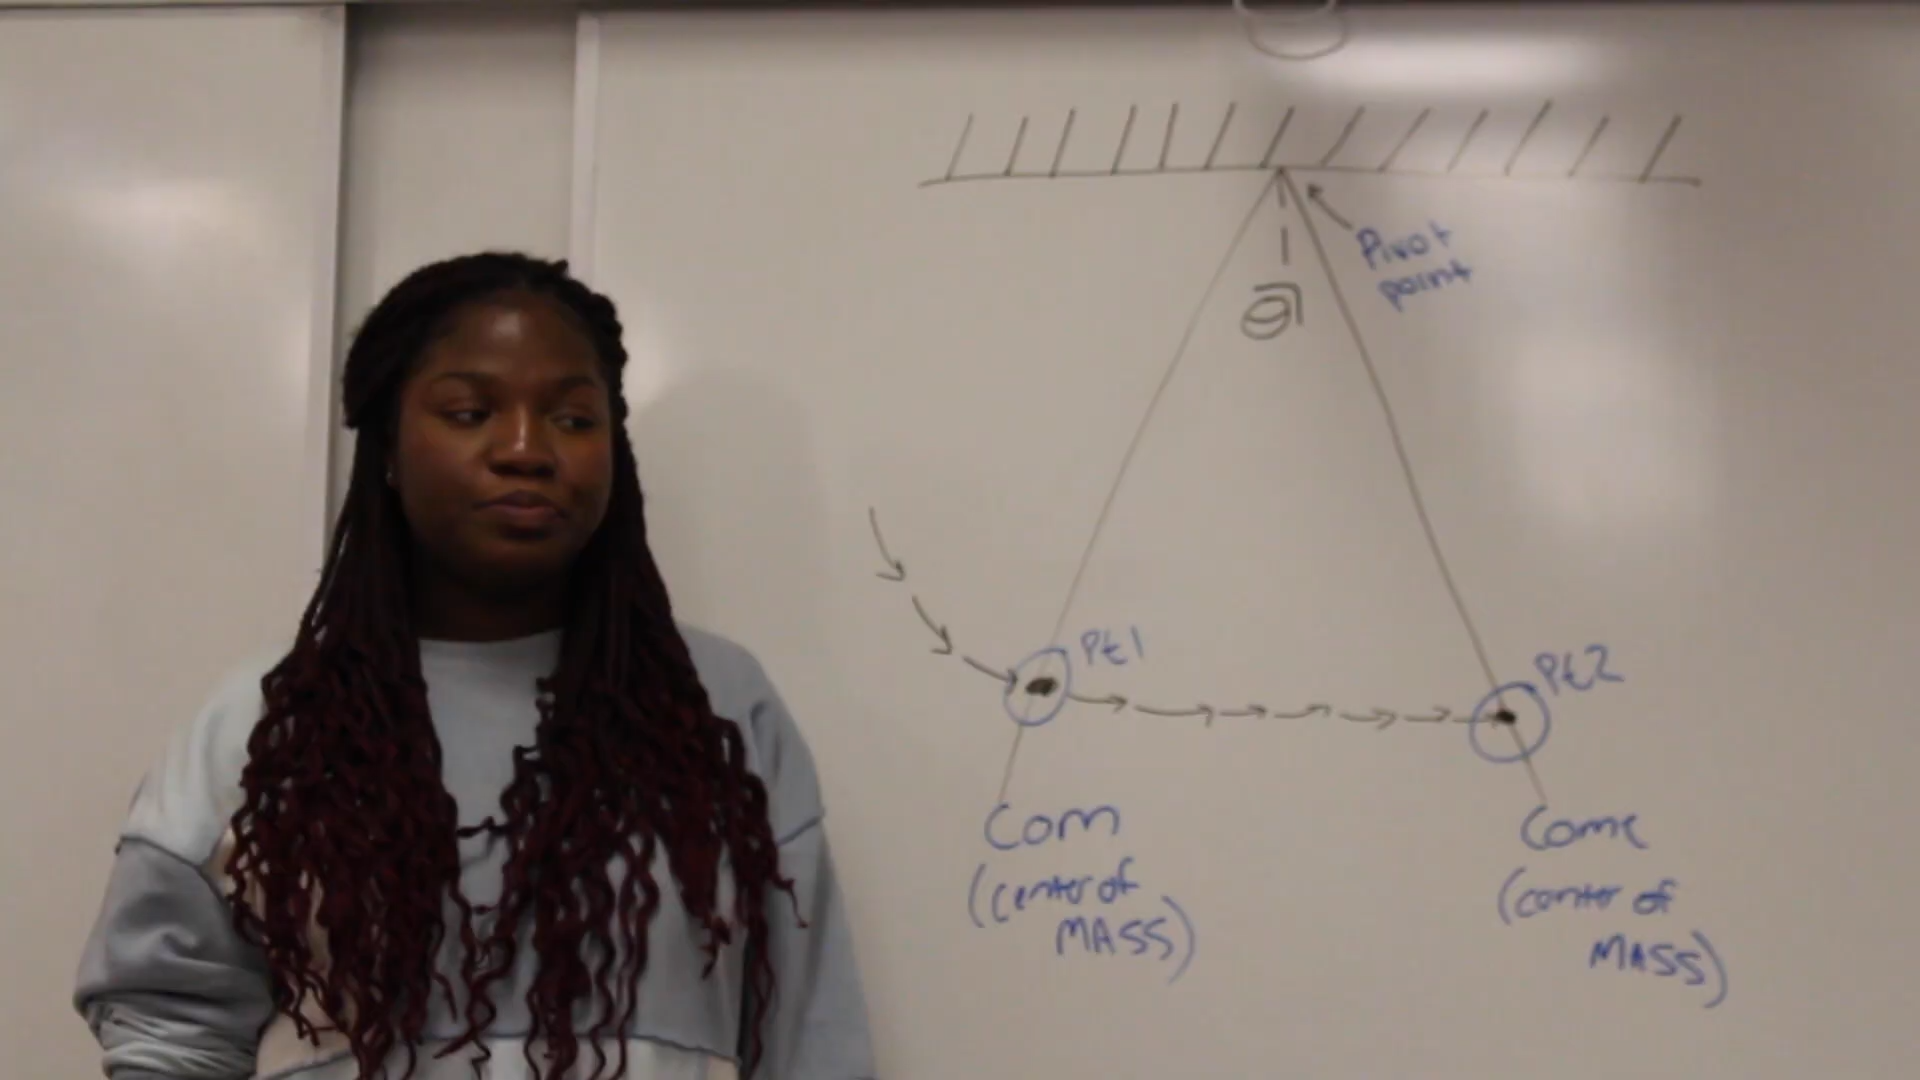 Pivot
point
θ
Pt1
Pt2
Com
(center of
MASS)
Come
(center of
MASS)